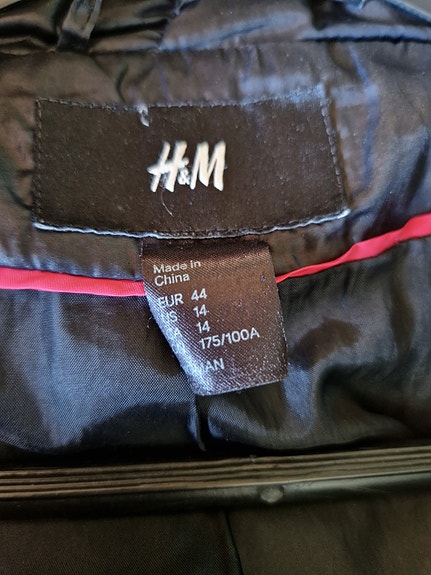 H&M
Made in
China
EUR 44
US 14
14
175/100A